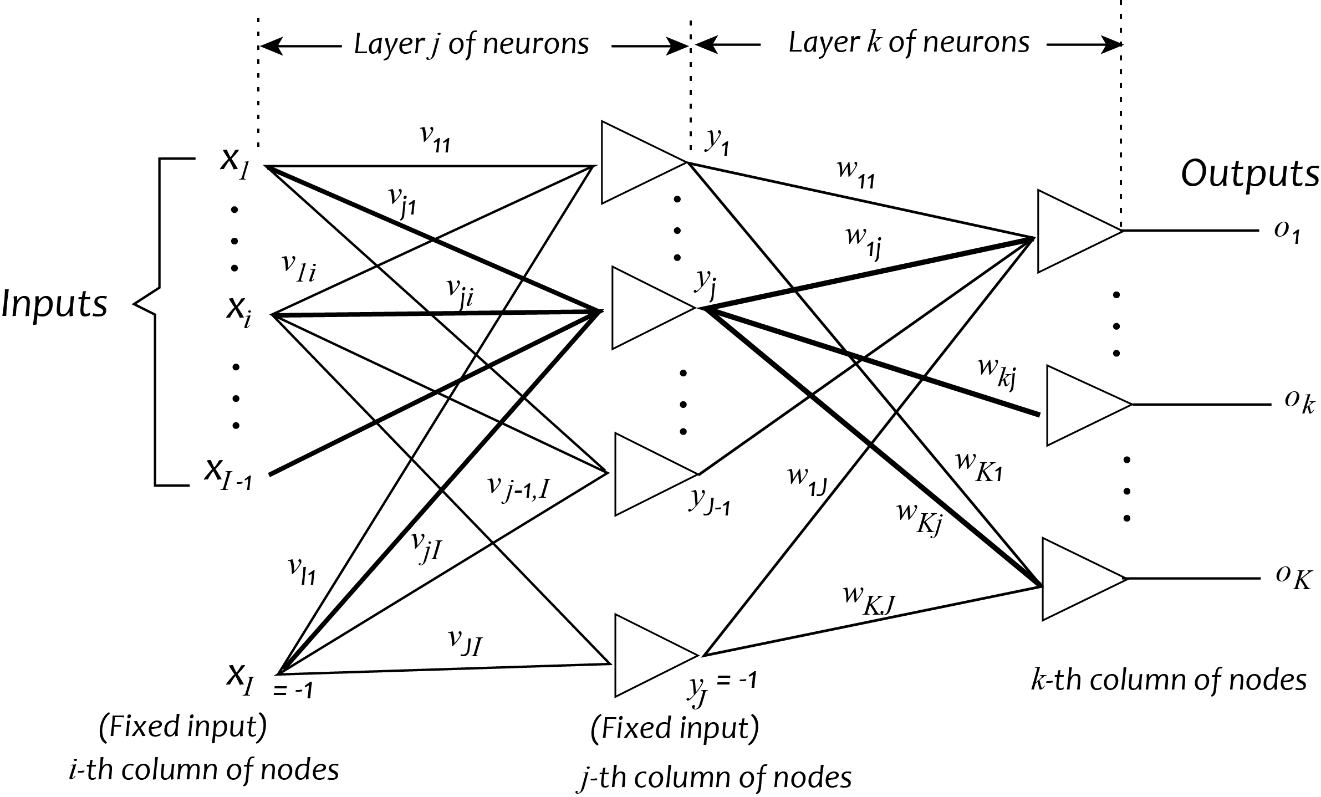 Layer j of neurons
Layer k of neurons
v11
y1
Outputs
xI
w11
vj1
o1
w1j
v1i
vji
yj
Inputs
xi
wkj
ok
xI-1
vj-1,I
w1J
wK1
yJ-1
wKj
vjI
vl1
oK
wKJ
vJI
xI = -1
yJ = -1
k-th column of nodes
(Fixed input)
(Fixed input)
i-th column of nodes
j-th column of nodes